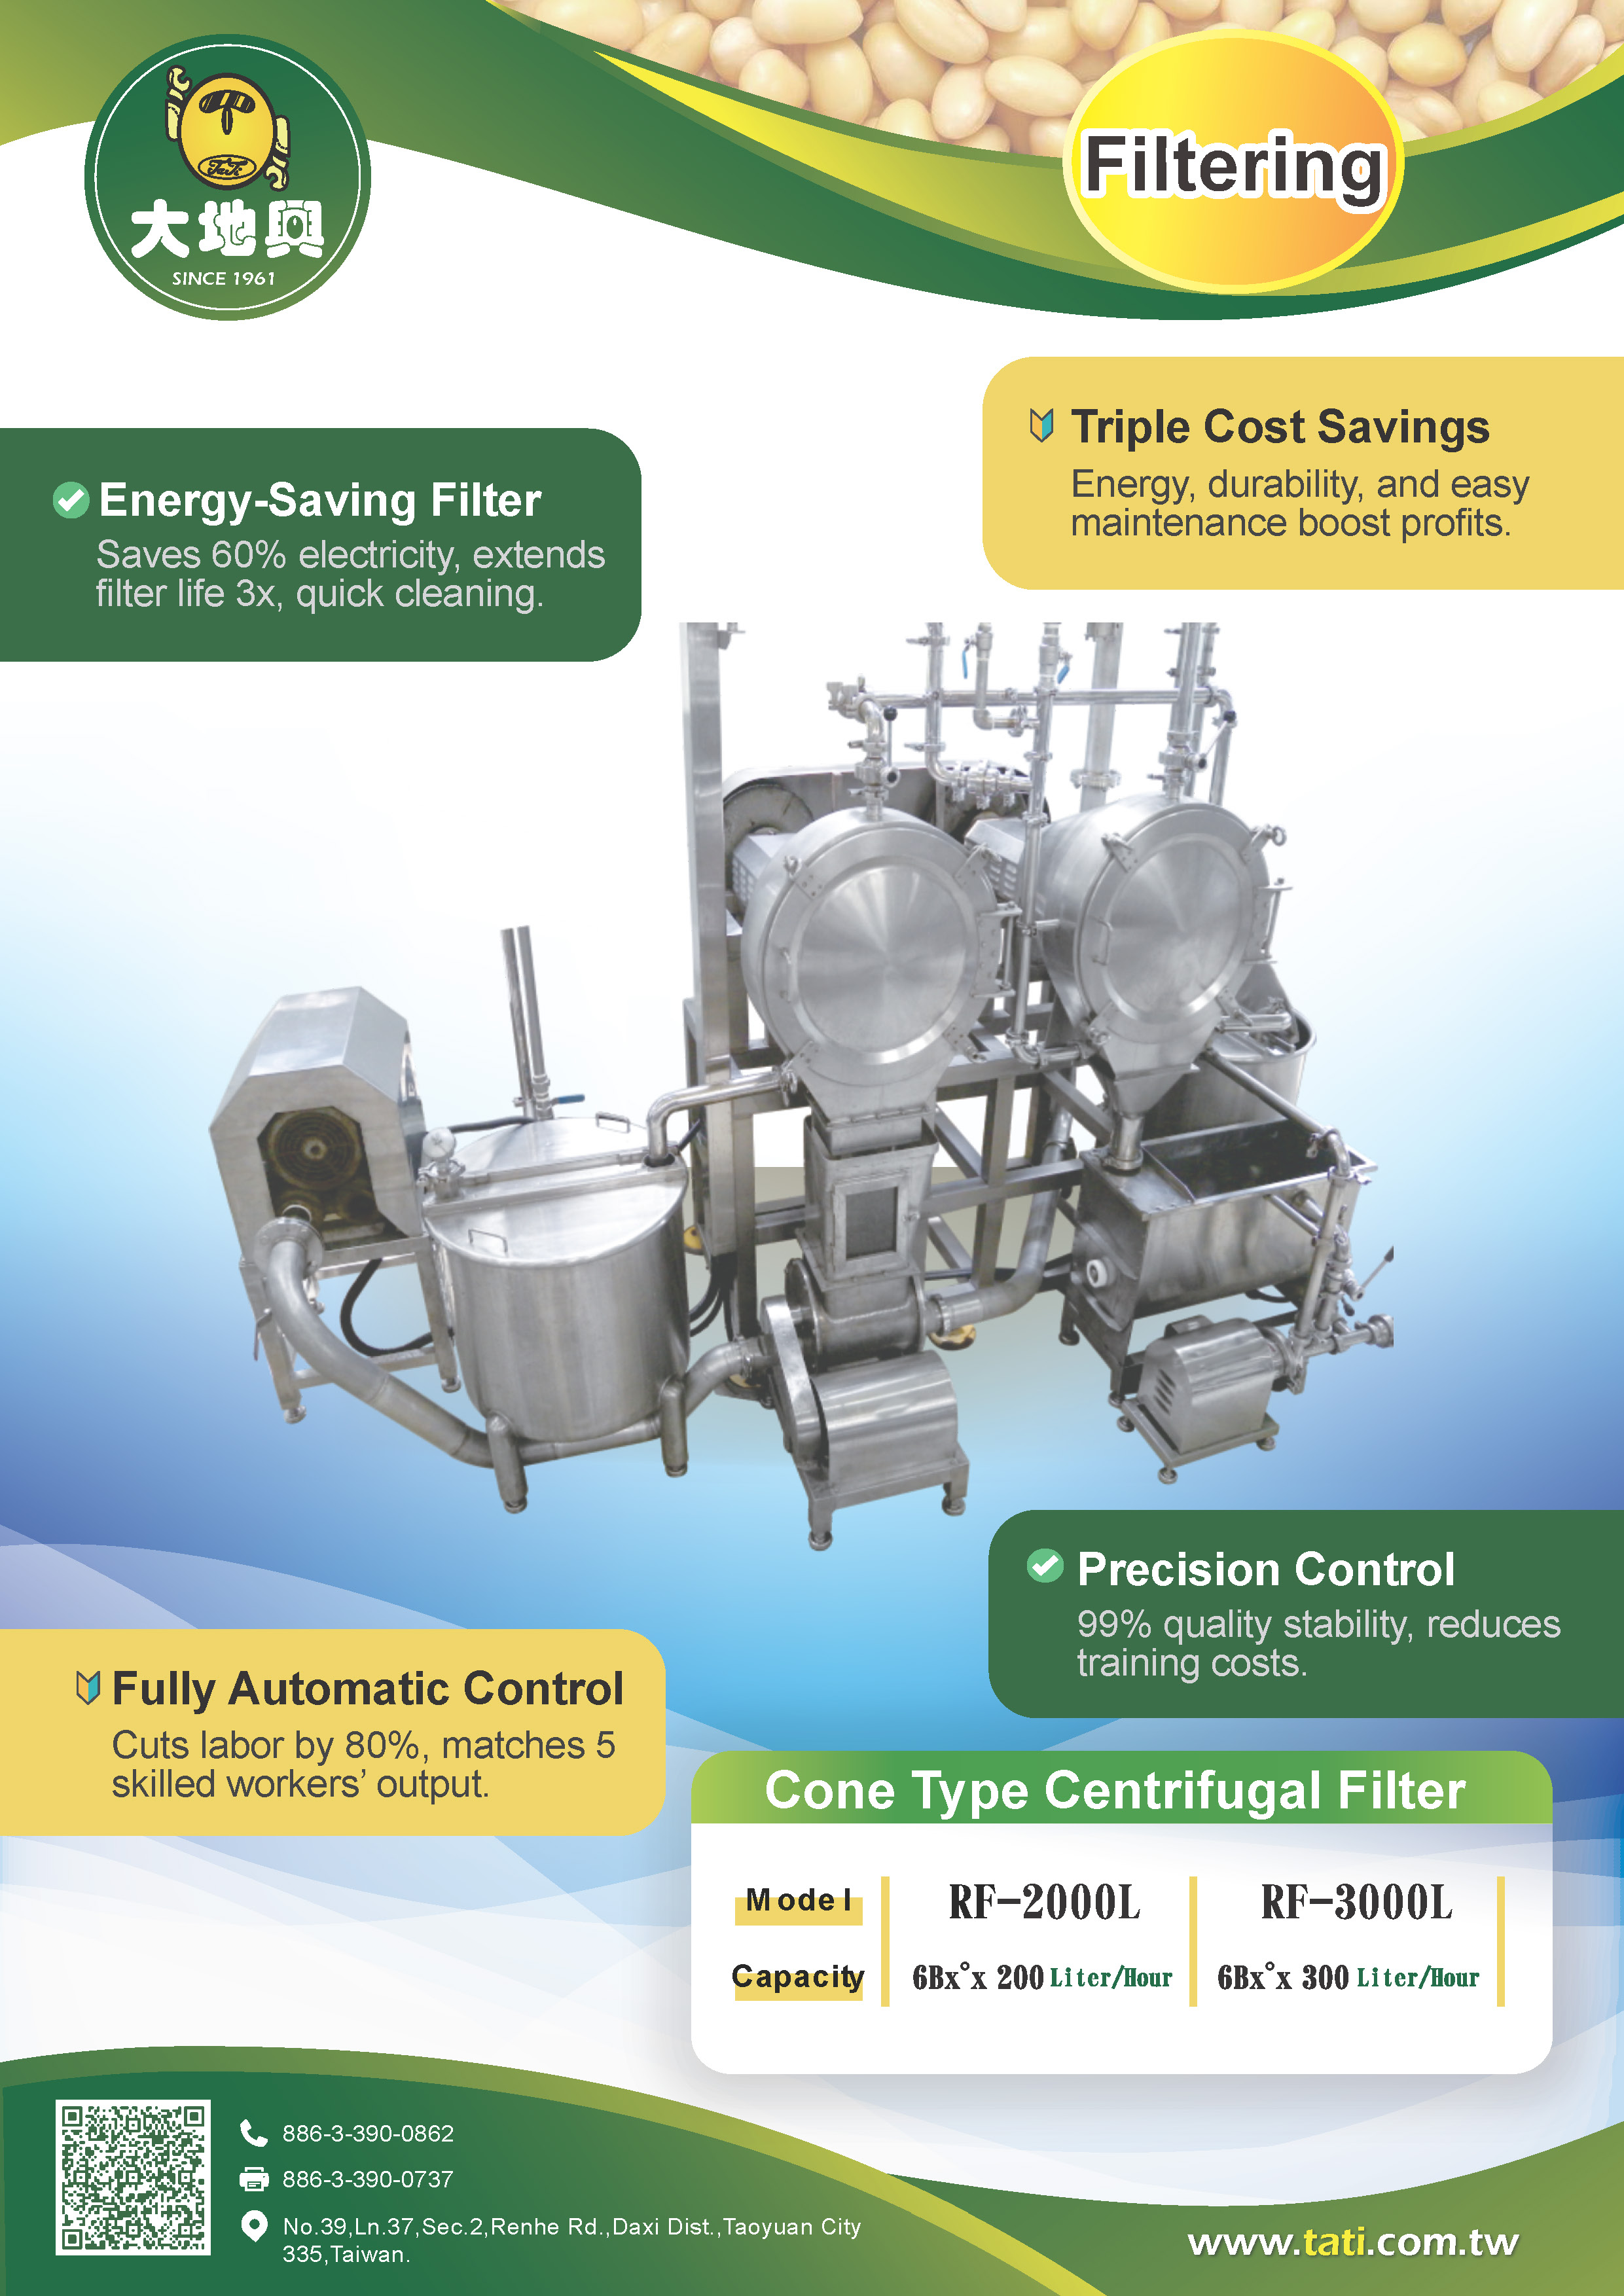 TaTi
大地興
SINCE 1961
Filtering
Energy-Saving Filter
Saves 60% electricity, extends
filter life 3x, quick cleaning.
Triple Cost Savings
Energy, durability, and easy
maintenance boost profits.
Precision Control
99% quality stability, reduces
training costs.
Fully Automatic Control
Cuts labor by 80%, matches 5
skilled workers’ output.
Cone Type Centrifugal Filter
Model RF-2000L RF-3000L
Capacity 6Bx°x 200 Liter/Hour 6Bx°x 300 Liter/Hour
886-3-390-0862
886-3-390-0737
No.39,Ln.37,Sec.2,Renhe Rd.,Daxi Dist.,Taoyuan City
335,Taiwan.
www.tati.com.tw